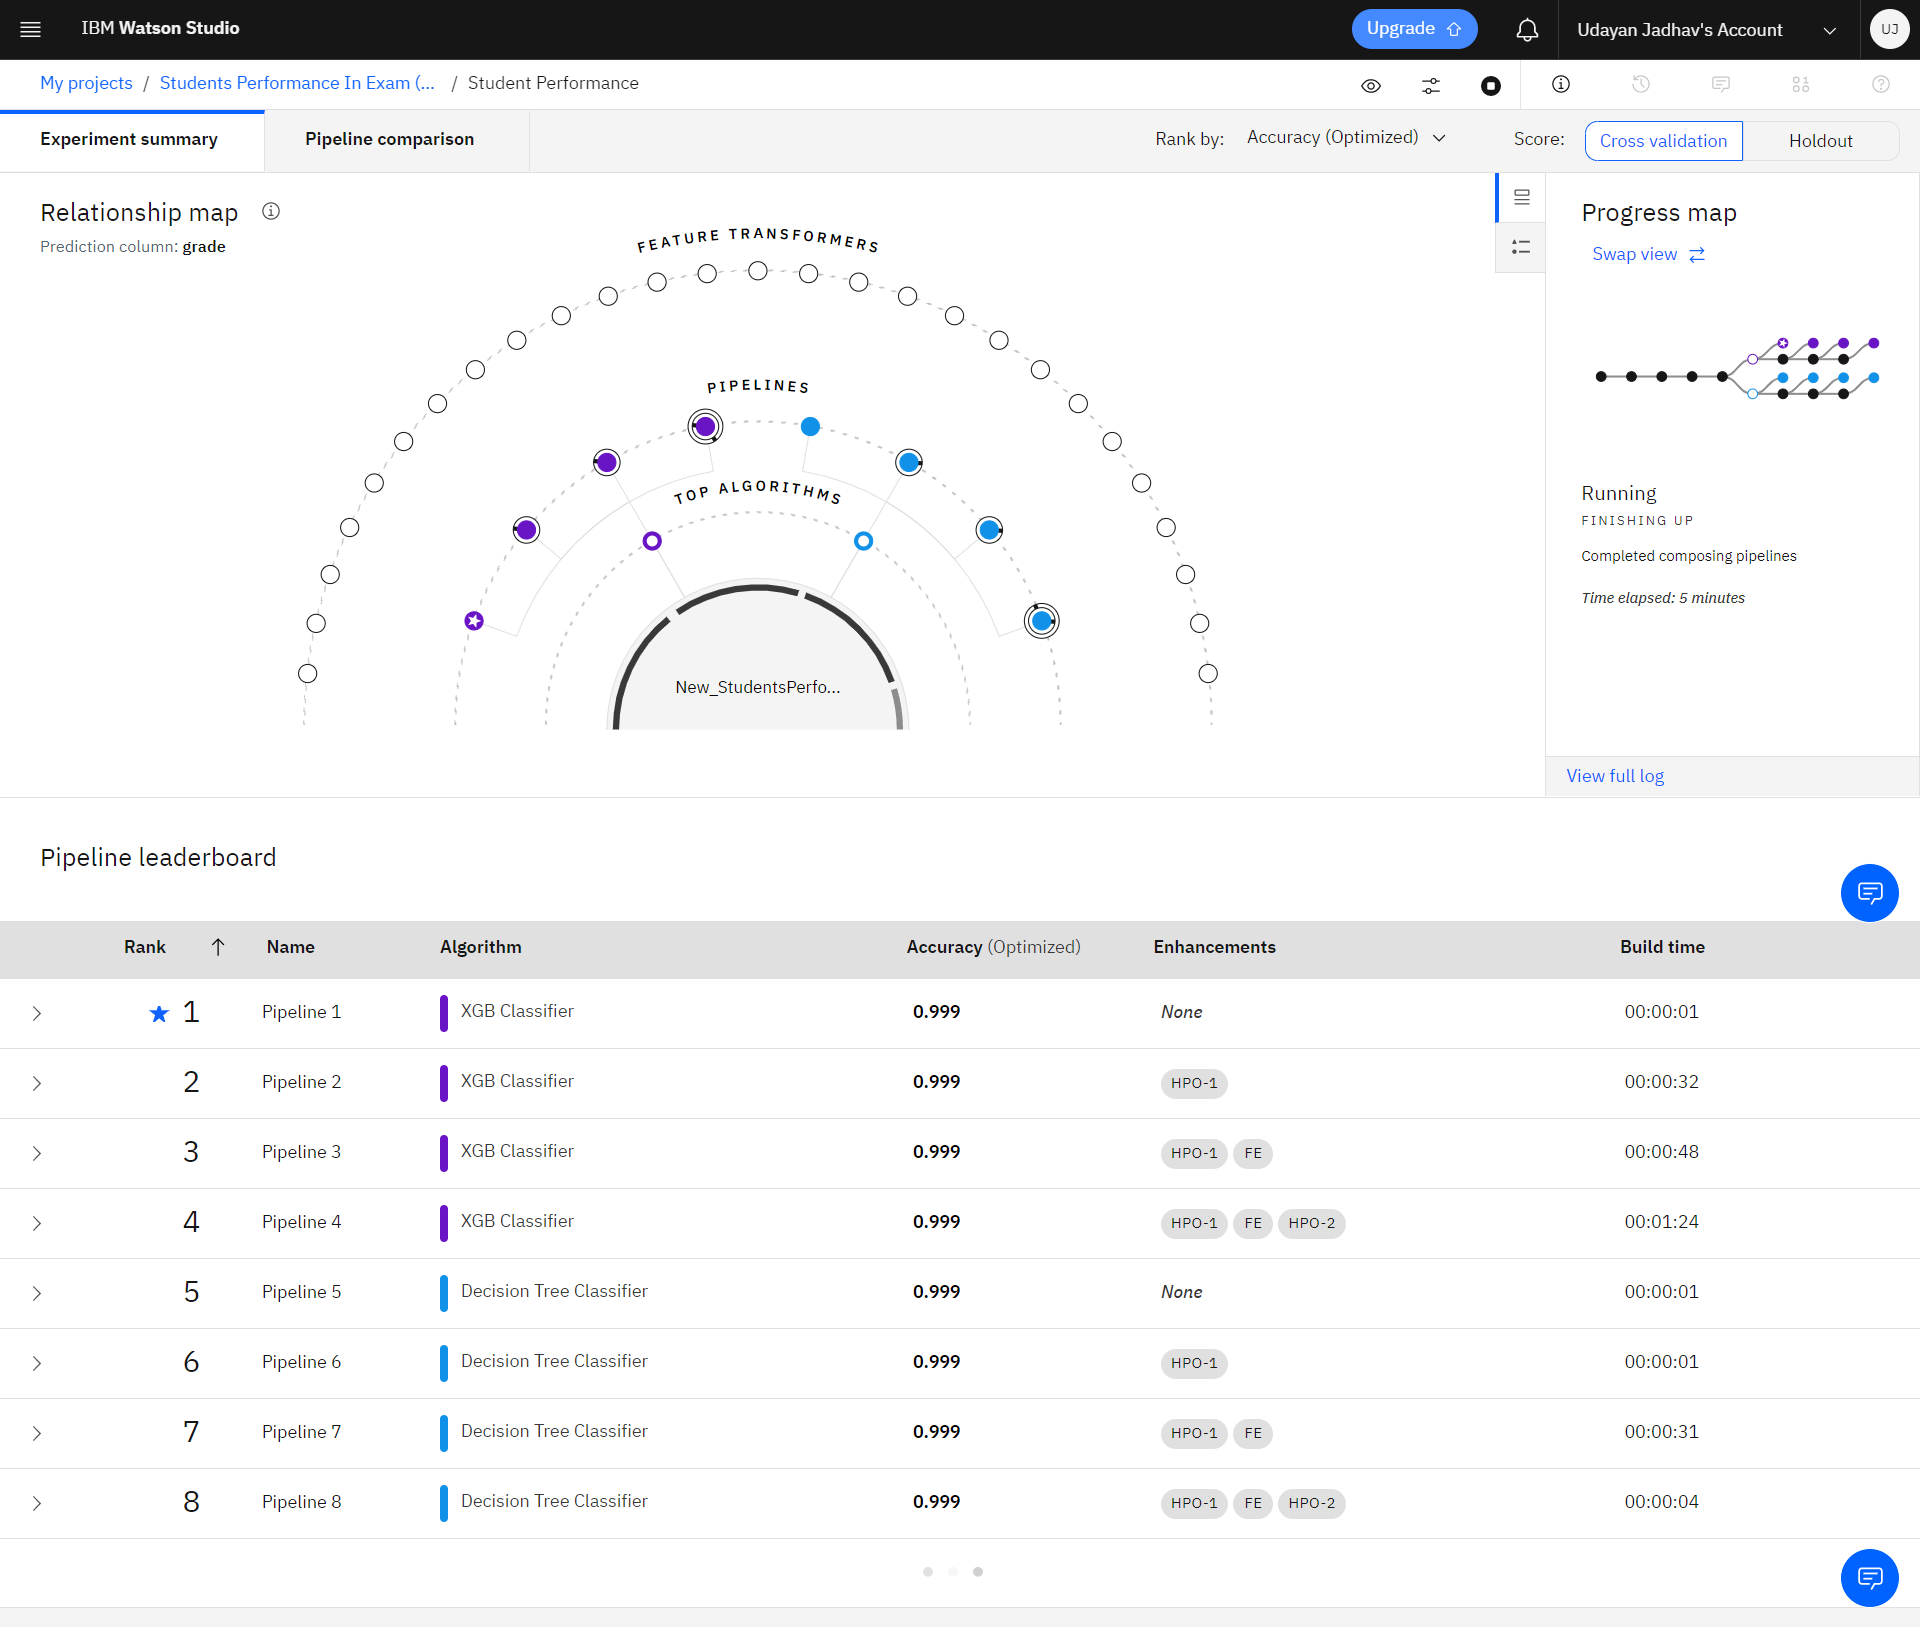 IBM Watson Studio
Upgrade
Udayan Jadhav's Account
UJ
My projects / Students Performance In Exam (... / Student Performance
Experiment summary
Pipeline comparison
Rank by: Accuracy (Optimized)
Score: Cross validation Holdout
Relationship map
Prediction column: grade
FEATURE TRANSFORMERS
PIPELINES
TOP ALGORITHMS
New_StudentsPerfo...
Progress map
Swap view
Running
FINISHING UP
Completed composing pipelines
Time elapsed: 5 minutes
View full log
Pipeline leaderboard
Rank Name Algorithm Accuracy (Optimized) Enhancements Build time
1 Pipeline 1 XGB Classifier 0.999 None 00:00:01
2 Pipeline 2 XGB Classifier 0.999 HPO-1 00:00:32
3 Pipeline 3 XGB Classifier 0.999 HPO-1 FE 00:00:48
4 Pipeline 4 XGB Classifier 0.999 HPO-1 FE HPO-2 00:01:24
5 Pipeline 5 Decision Tree Classifier 0.999 None 00:00:01
6 Pipeline 6 Decision Tree Classifier 0.999 HPO-1 00:00:01
7 Pipeline 7 Decision Tree Classifier 0.999 HPO-1 FE 00:00:31
8 Pipeline 8 Decision Tree Classifier 0.999 HPO-1 FE HPO-2 00:00:04